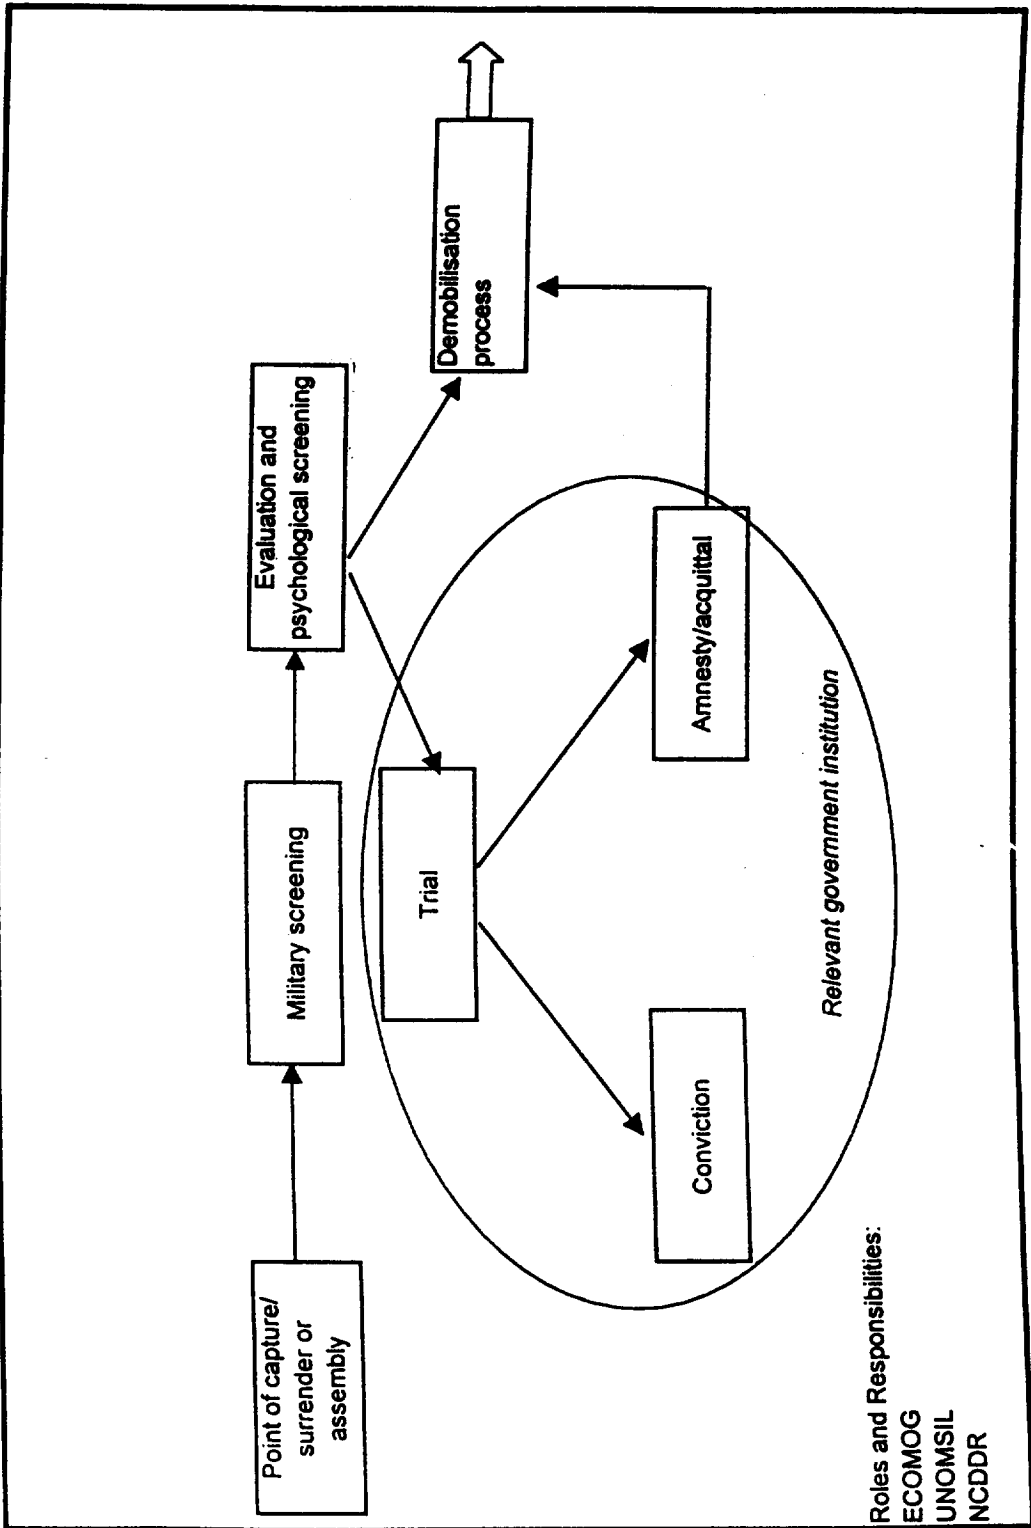 Point of capture/
surrender or
assembly
Military screening
Evaluation and
psychological screening
Demobilisation
process
Trial
Conviction
Amnesty/acquittal
Relevant government institution
Roles and Responsibilities:
ECOMOG
UNOMSIL
NCDDR